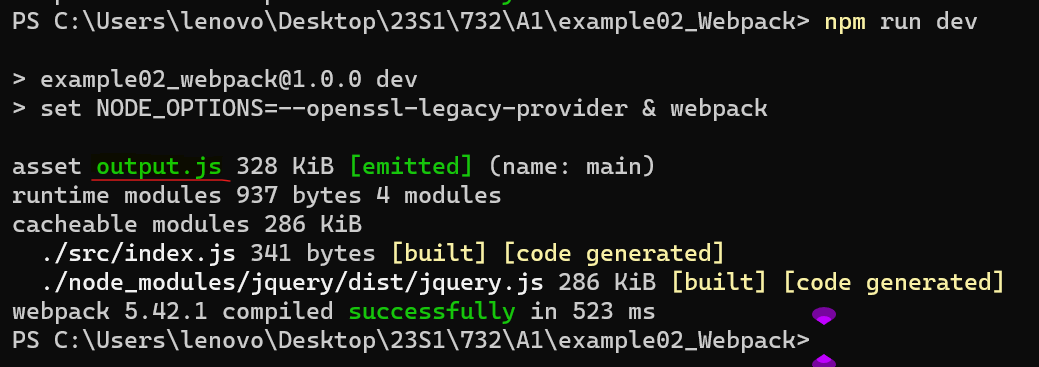 PS C:\Users\lenovo\Desktop\23S1\732\A1\example02_Webpack> npm run dev
> example02_webpack@1.0.0 dev
> set NODE_OPTIONS=--openssl-legacy-provider & webpack
asset output.js 328 KiB [emitted] (name: main)
runtime modules 937 bytes 4 modules
cacheable modules 286 KiB
  ./src/index.js 341 bytes [built] [code generated]
  ./node_modules/jquery/dist/jquery.js 286 KiB [built] [code generated]
webpack 5.42.1 compiled successfully in 523 ms
PS C:\Users\lenovo\Desktop\23S1\732\A1\example02_Webpack>